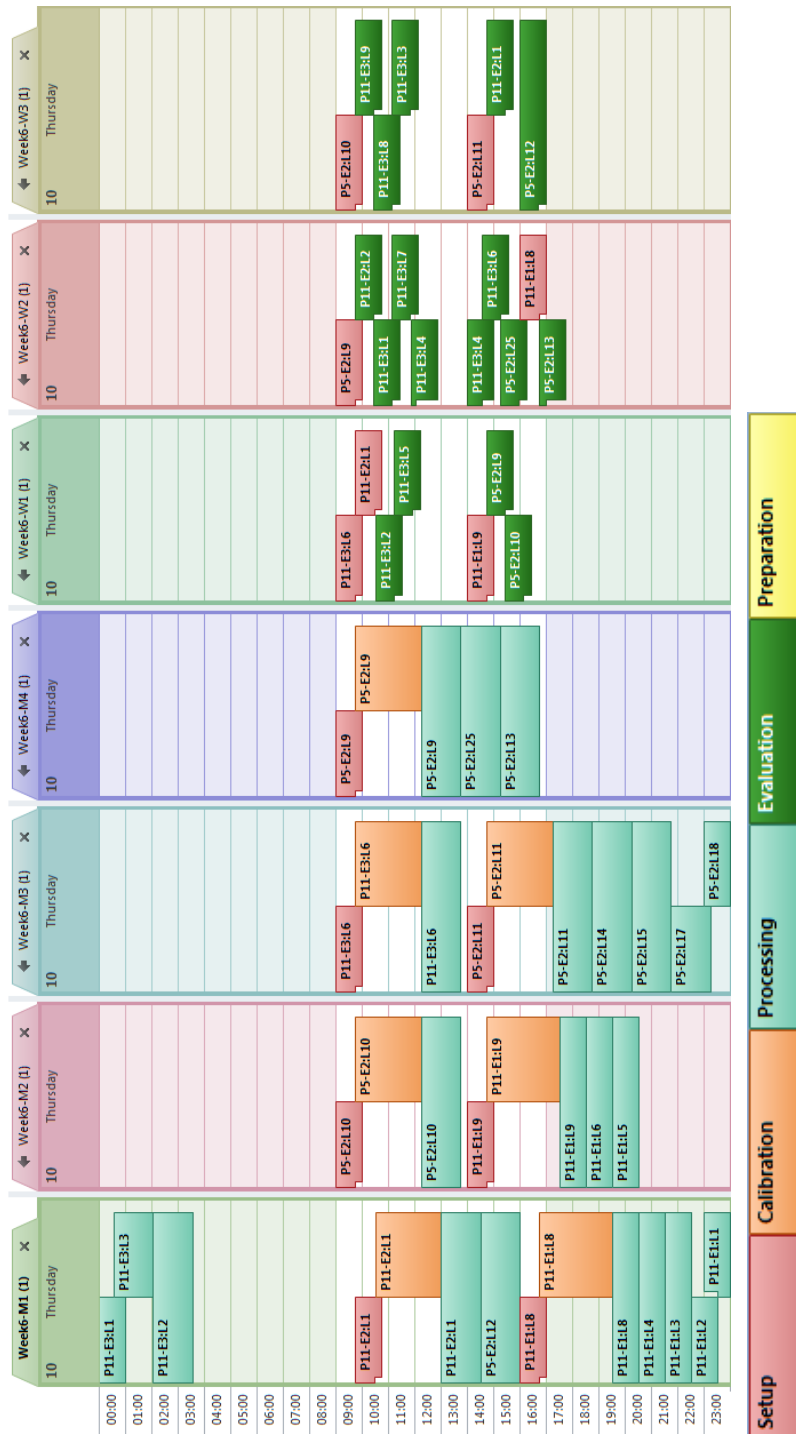 Week6-M1 (1) X
10 Thursday
P11-E3:L1
P11-E3:L3
P11-E3:L2
P11-E2:L1
P11-E2:L1
P11-E2:L1
P5-E2:L12
P11-E1:L8
P11-E1:L8
P11-E1:L8
P11-E1:L4
P11-E1:L3
P11-E1:L2
P11-E1:L1
Week6-M2 (1) X
10 Thursday
P5-E2:L10
P5-E2:L10
P5-E2:L10
P11-E1:L9
P11-E1:L9
P11-E1:L9
P11-E1:L6
P11-E1:L5
Week6-M3 (1) X
10 Thursday
P11-E3:L6
P11-E3:L6
P11-E3:L6
P5-E2:L11
P5-E2:L11
P5-E2:L11
P5-E2:L14
P5-E2:L15
P5-E2:L17
P5-E2:L18
Week6-M4 (1) X
10 Thursday
P5-E2:L9
P5-E2:L9
P5-E2:L9
P5-E2:L25
P5-E2:L13
Week6-W1 (1) X
10 Thursday
P11-E3:L6
P11-E2:L1
P11-E3:L2
P11-E3:L5
P11-E1:L9
P5-E2:L9
P5-E2:L10
Week6-W2 (1) X
10 Thursday
P5-E2:L9
P11-E2:L2
P11-E3:L1
P11-E3:L7
P11-E3:L4
P11-E3:L4
P11-E3:L6
P5-E2:L25
P11-E1:L8
P5-E2:L13
Week6-W3 (1) X
10 Thursday
P5-E2:L10
P11-E3:L9
P11-E3:L8
P11-E3:L3
P5-E2:L11
P11-E2:L1
P5-E2:L12
00:00
01:00
02:00
03:00
04:00
05:00
06:00
07:00
08:00
09:00
10:00
11:00
12:00
13:00
14:00
15:00
16:00
17:00
18:00
19:00
20:00
21:00
22:00
23:00
Setup
Calibration
Processing
Evaluation
Preparation